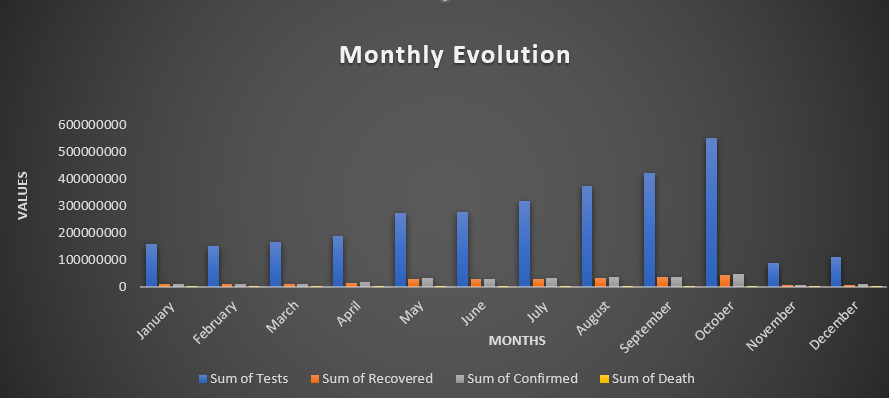 Monthly Evolution
600000000
500000000
400000000
300000000
200000000
100000000
0
VALUES
January
February
March
April
May
June
July
August
September
October
November
December
MONTHS
Sum of Tests Sum of Recovered Sum of Confirmed Sum of Death